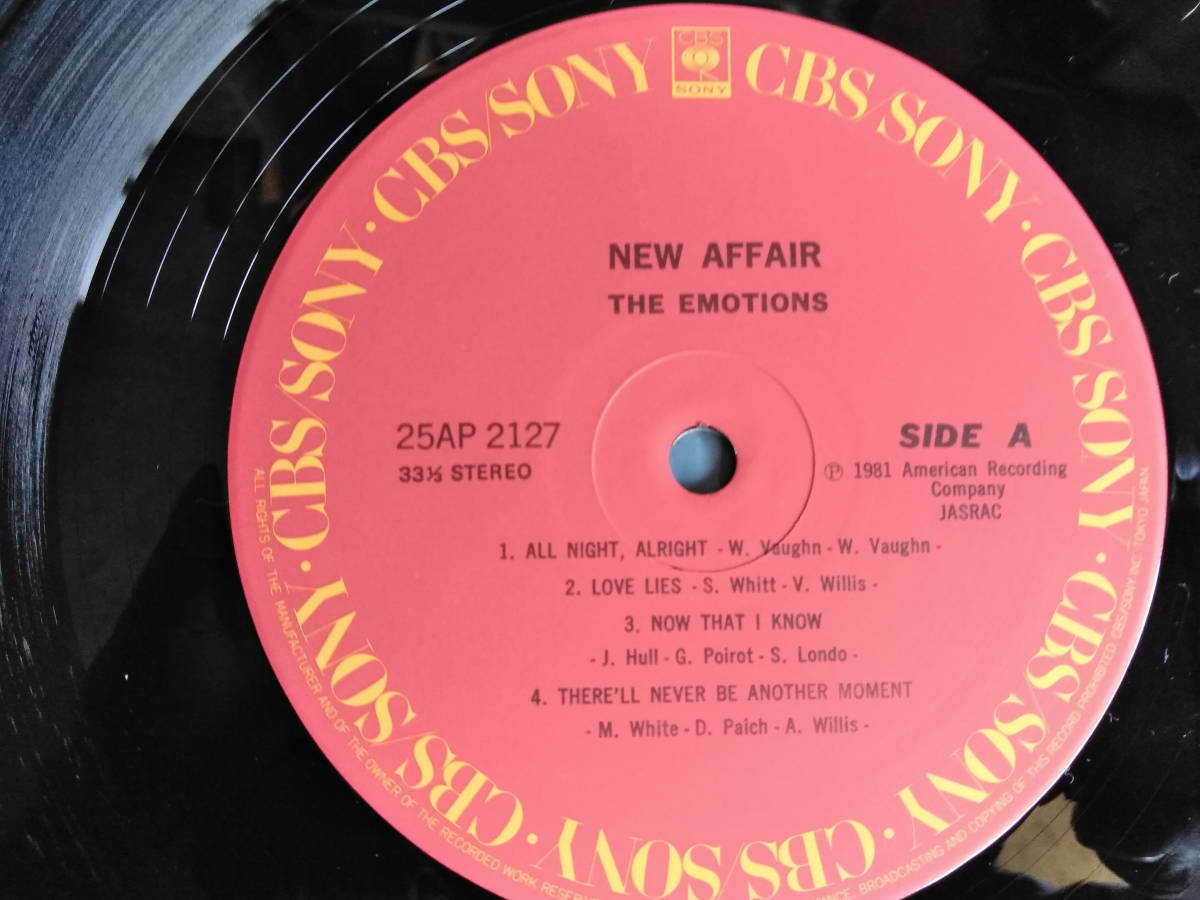 CBS
SONY
CBS/SONY · CBS/SONY · CBS/SONY · CBS/SONY · CBS/SONY · CBS/SONY · CBS/SONY · CBS/SONY
NEW AFFAIR
THE EMOTIONS
25AP 2127
33⅓ STEREO
SIDE A
℗ 1981 American Recording
Company
JASRAC
1. ALL NIGHT, ALRIGHT - W. Vaughn - W. Vaughn -
2. LOVE LIES - S. Whitt - V. Willis -
3. NOW THAT I KNOW
- J. Hull - G. Poirot - S. Londo -
4. THERE'LL NEVER BE ANOTHER MOMENT
- M. White - D. Paich - A. Willis -
ALL RIGHTS OF THE MANUFACTURER AND OF THE OWNER OF THE RECORDED WORK BROADCASTING AND COPYING OF THIS RECORD PROHIBITED CBS/SONY INC. TOKYO JAPAN